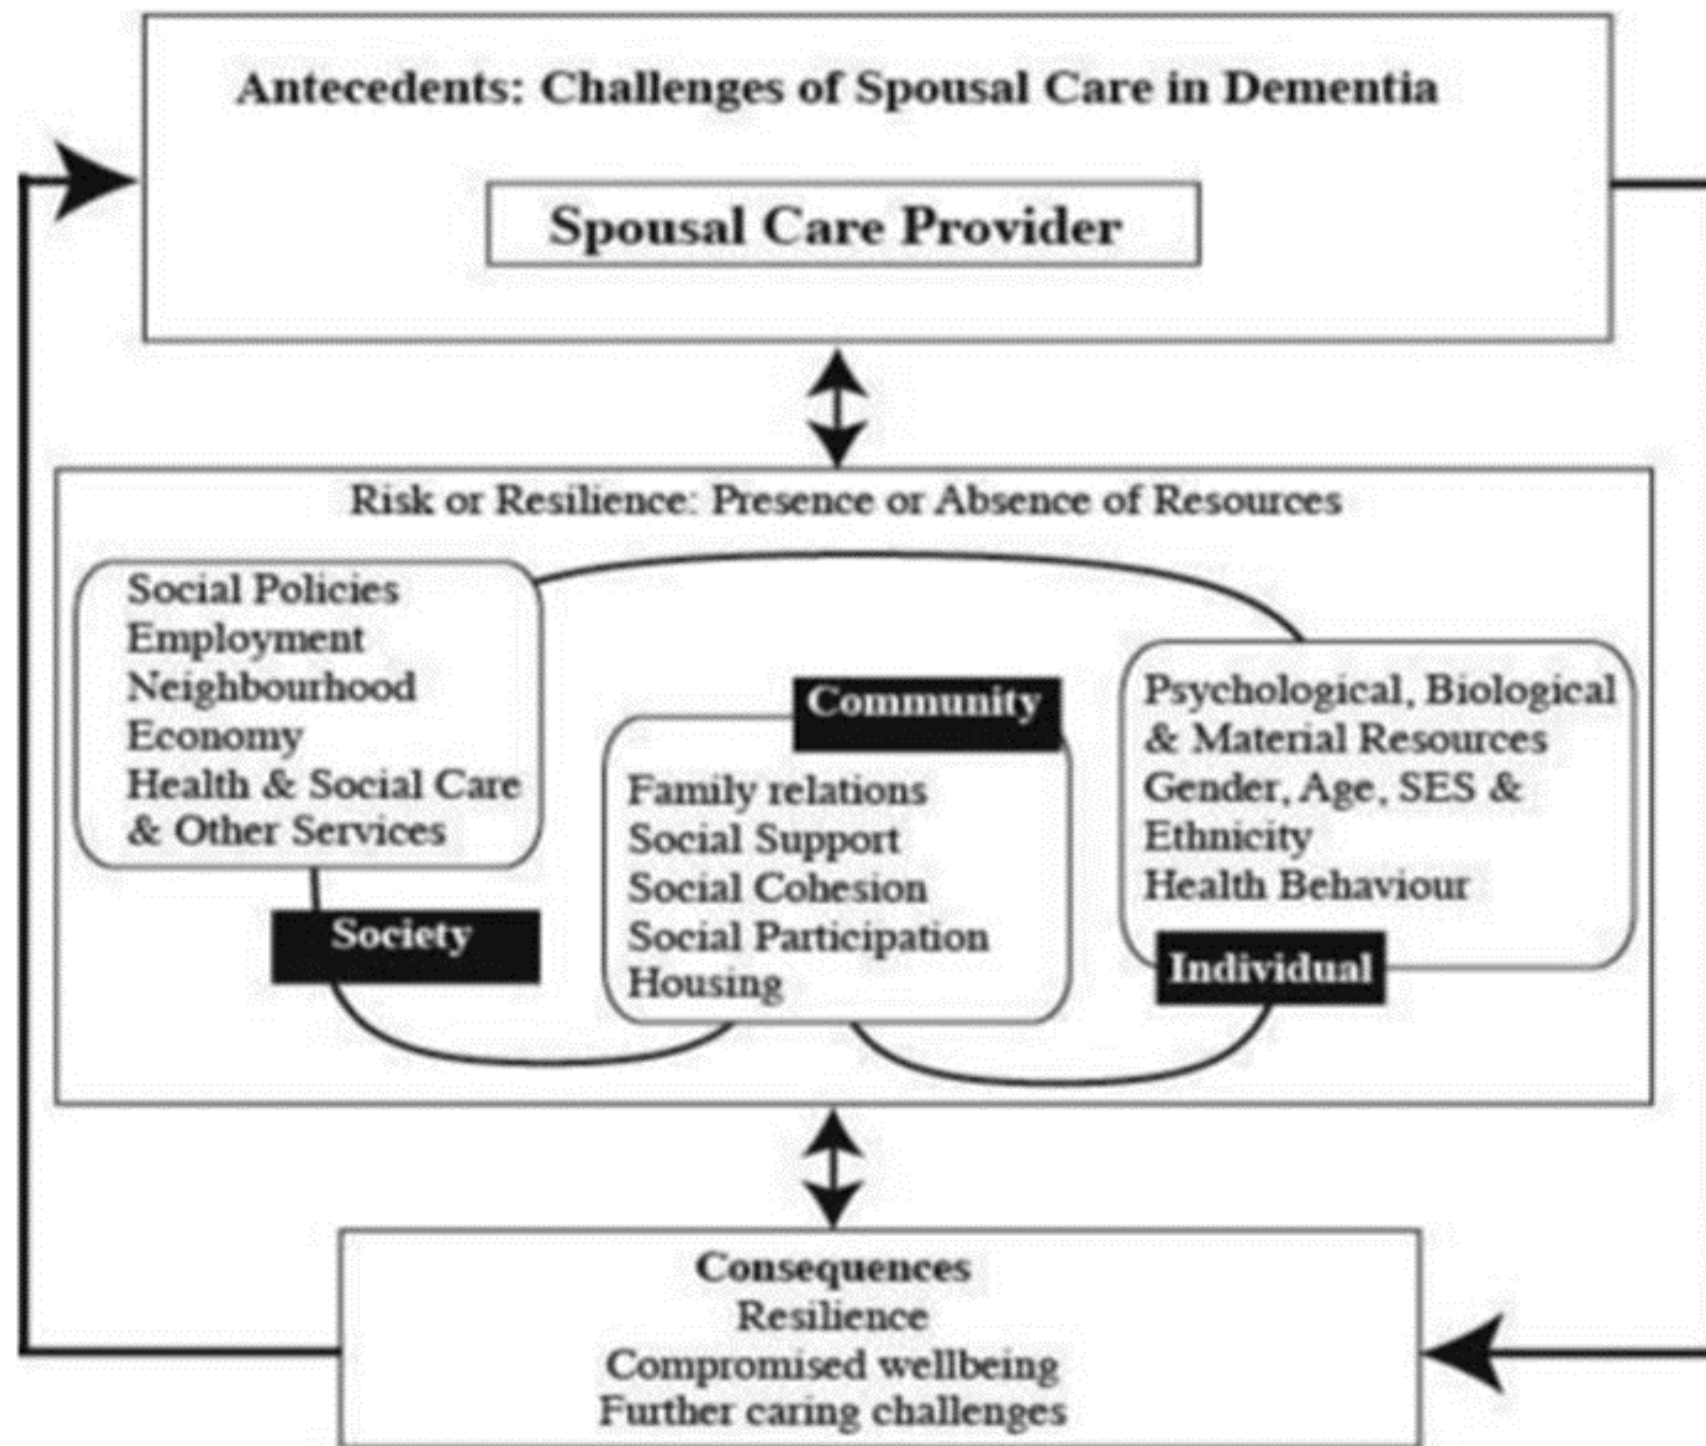 Antecedents: Challenges of Spousal Care in Dementia
Spousal Care Provider
Risk or Resilience: Presence or Absence of Resources
Social Policies
Employment
Neighbourhood
Economy
Health & Social Care
& Other Services
Society
Community
Family relations
Social Support
Social Cohesion
Social Participation
Housing
Psychological, Biological
& Material Resources
Gender, Age, SES &
Ethnicity
Health Behaviour
Individual
Consequences
Resilience
Compromised wellbeing
Further caring challenges